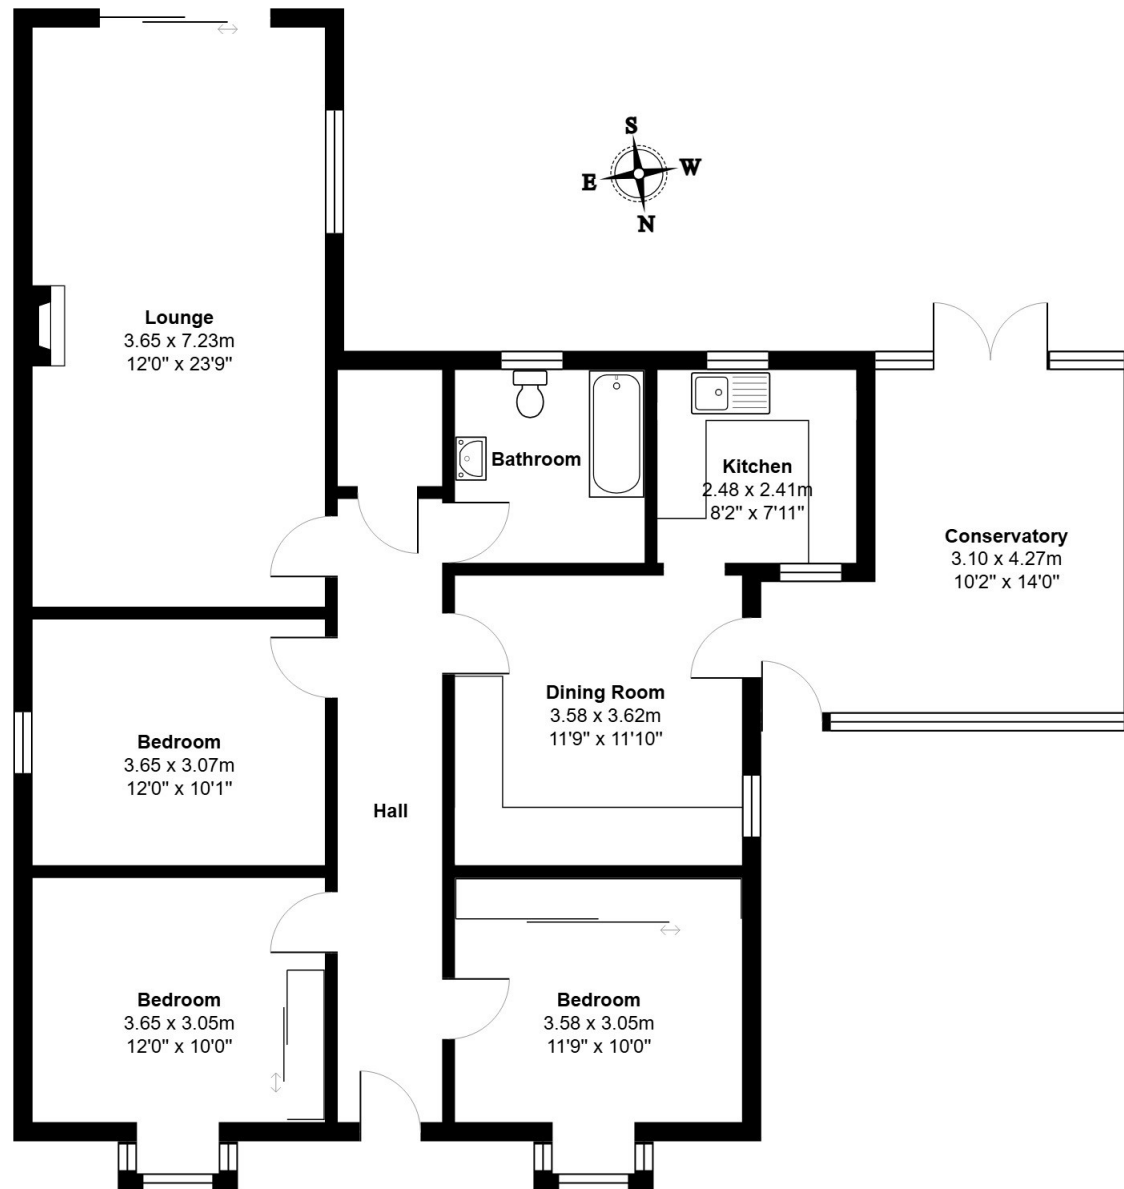 S
W
E
N
Lounge
3.65 x 7.23m
12'0" x 23'9"
Bathroom
Kitchen
2.48 x 2.41m
8'2" x 7'11"
Conservatory
3.10 x 4.27m
10'2" x 14'0"
Dining Room
3.58 x 3.62m
11'9" x 11'10"
Bedroom
3.65 x 3.07m
12'0" x 10'1"
Hall
Bedroom
3.65 x 3.05m
12'0" x 10'0"
Bedroom
3.58 x 3.05m
11'9" x 10'0"